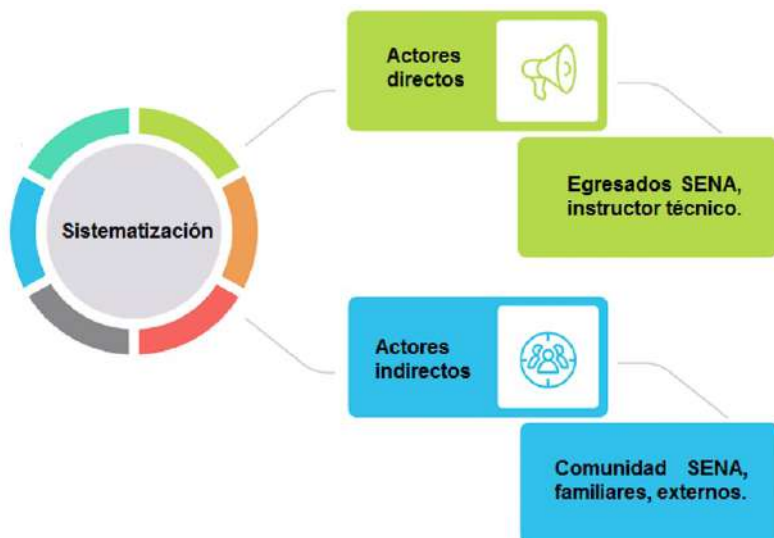 Actores
directos
Egresados SENA,
instructor técnico.
Sistematización
Actores
indirectos
Comunidad SENA,
familiares, externos.